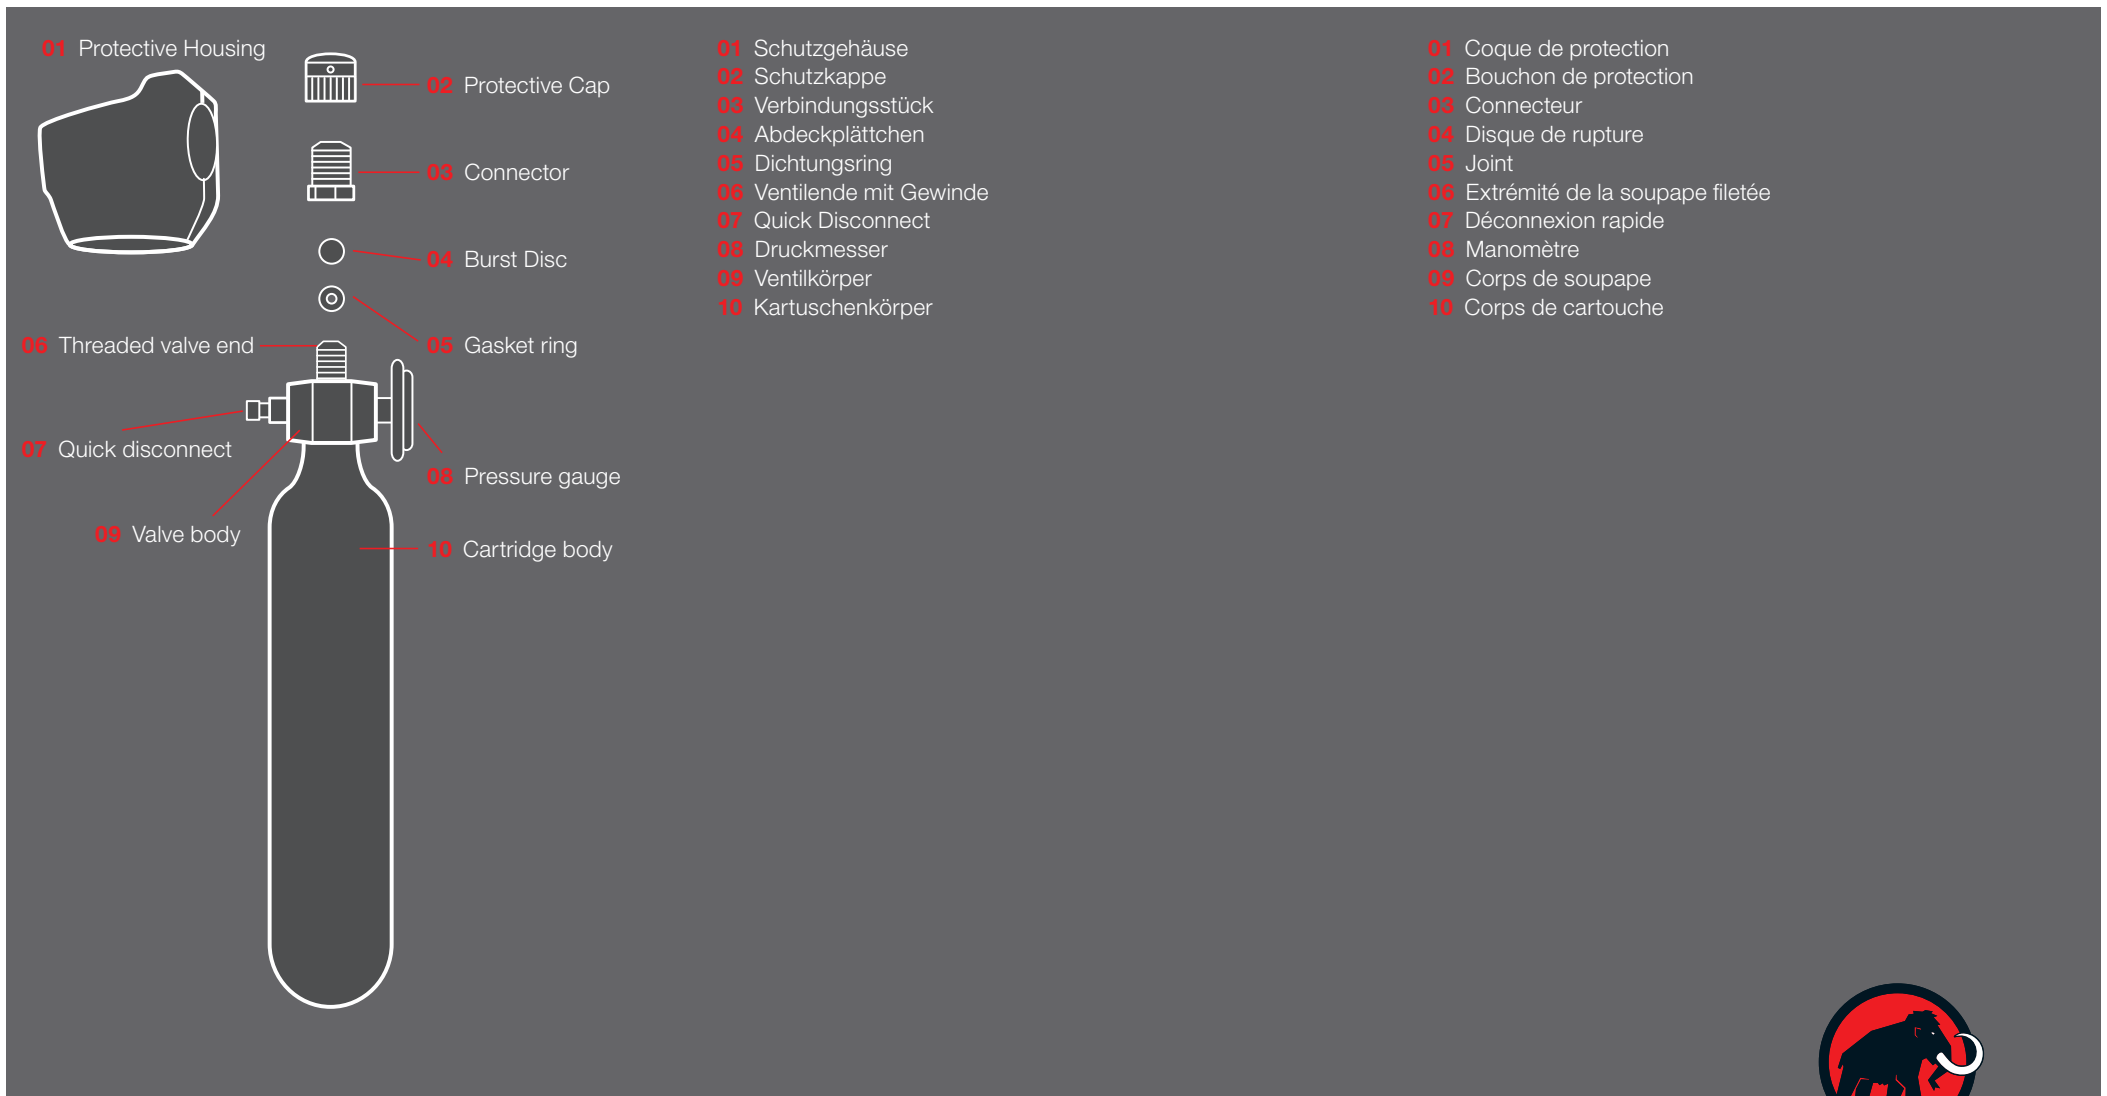 01 Protective Housing
02 Protective Cap
03 Connector
04 Burst Disc
06 Threaded valve end
05 Gasket ring
07 Quick disconnect
08 Pressure gauge
09 Valve body
10 Cartridge body
01 Schutzgehäuse
02 Schutzkappe
03 Verbindungsstück
04 Abdeckplättchen
05 Dichtungsring
06 Ventilende mit Gewinde
07 Quick Disconnect
08 Druckmesser
09 Ventilkörper
10 Kartuschenkörper
01 Coque de protection
02 Bouchon de protection
03 Connecteur
04 Disque de rupture
05 Joint
06 Extrémité de la soupape filetée
07 Déconnexion rapide
08 Manomètre
09 Corps de soupape
10 Corps de cartouche